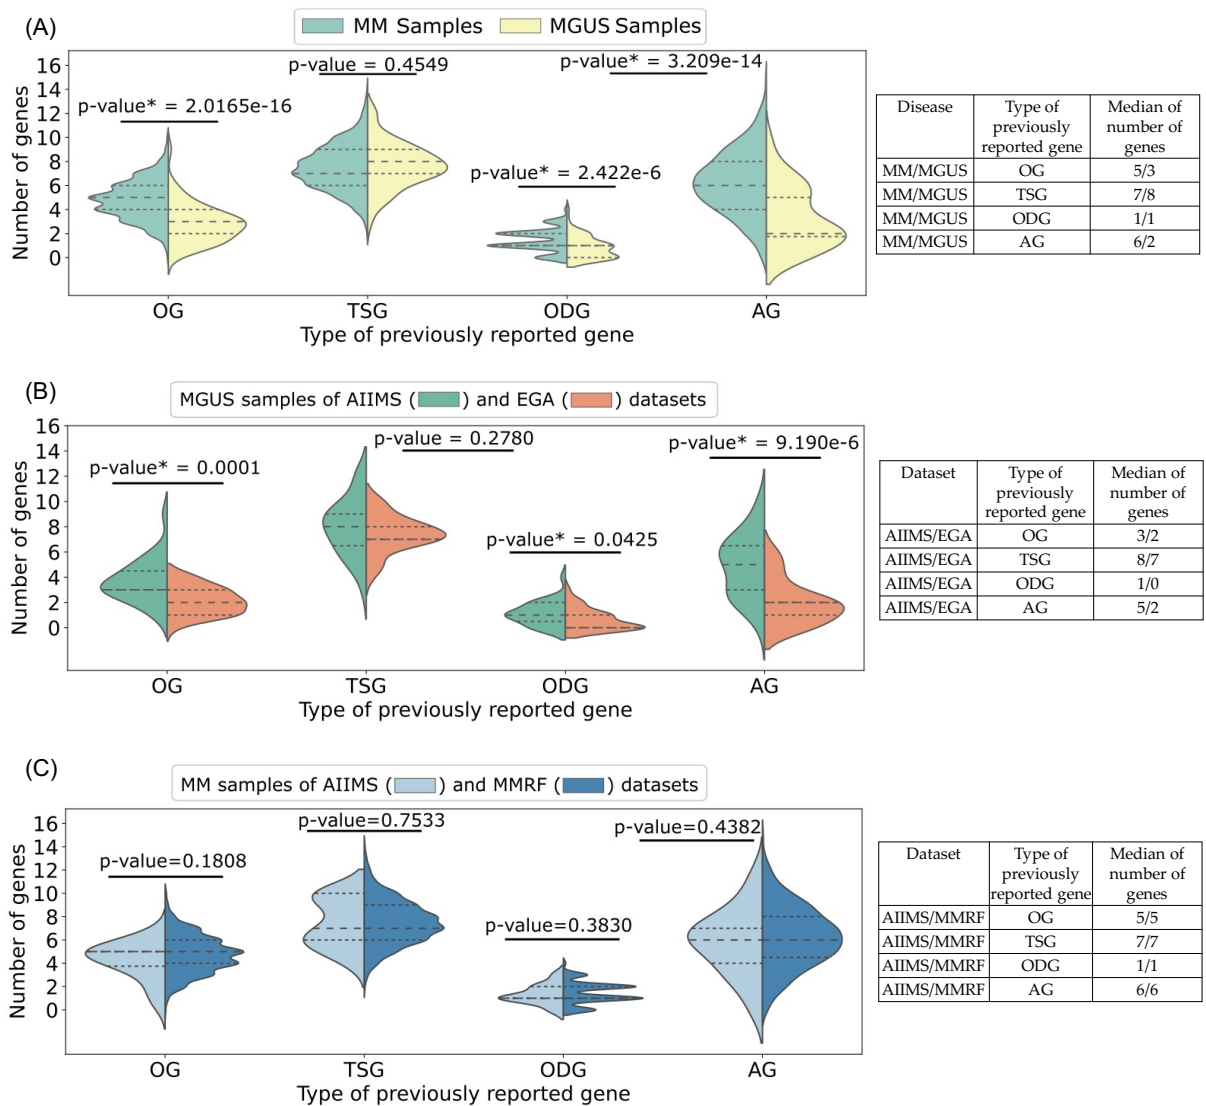 (A)
MM Samples MGUS Samples
Number of genes
16
14
12
10
8
6
4
2
0
p-value* = 2.0165e-16
p-value = 0.4549
p-value* = 2.422e-6
p-value* = 3.209e-14
OG TSG ODG AG
Type of previously reported gene
Disease Type of previously reported gene Median of number of genes
MM/MGUS OG 5/3
MM/MGUS TSG 7/8
MM/MGUS ODG 1/1
MM/MGUS AG 6/2
(B)
MGUS samples of AIIMS ( ) and EGA ( ) datasets
Number of genes
16
14
12
10
8
6
4
2
0
p-value* = 0.0001
p-value = 0.2780
p-value* = 0.0425
p-value* = 9.190e-6
OG TSG ODG AG
Type of previously reported gene
Dataset Type of previously reported gene Median of number of genes
AIIMS/EGA OG 3/2
AIIMS/EGA TSG 8/7
AIIMS/EGA ODG 1/0
AIIMS/EGA AG 5/2
(C)
MM samples of AIIMS ( ) and MMRF ( ) datasets
Number of genes
16
14
12
10
8
6
4
2
0
p-value=0.1808
p-value=0.7533
p-value=0.3830
p-value=0.4382
OG TSG ODG AG
Type of previously reported gene
Dataset Type of previously reported gene Median of number of genes
AIIMS/MMRF OG 5/5
AIIMS/MMRF TSG 7/7
AIIMS/MMRF ODG 1/1
AIIMS/MMRF AG 6/6